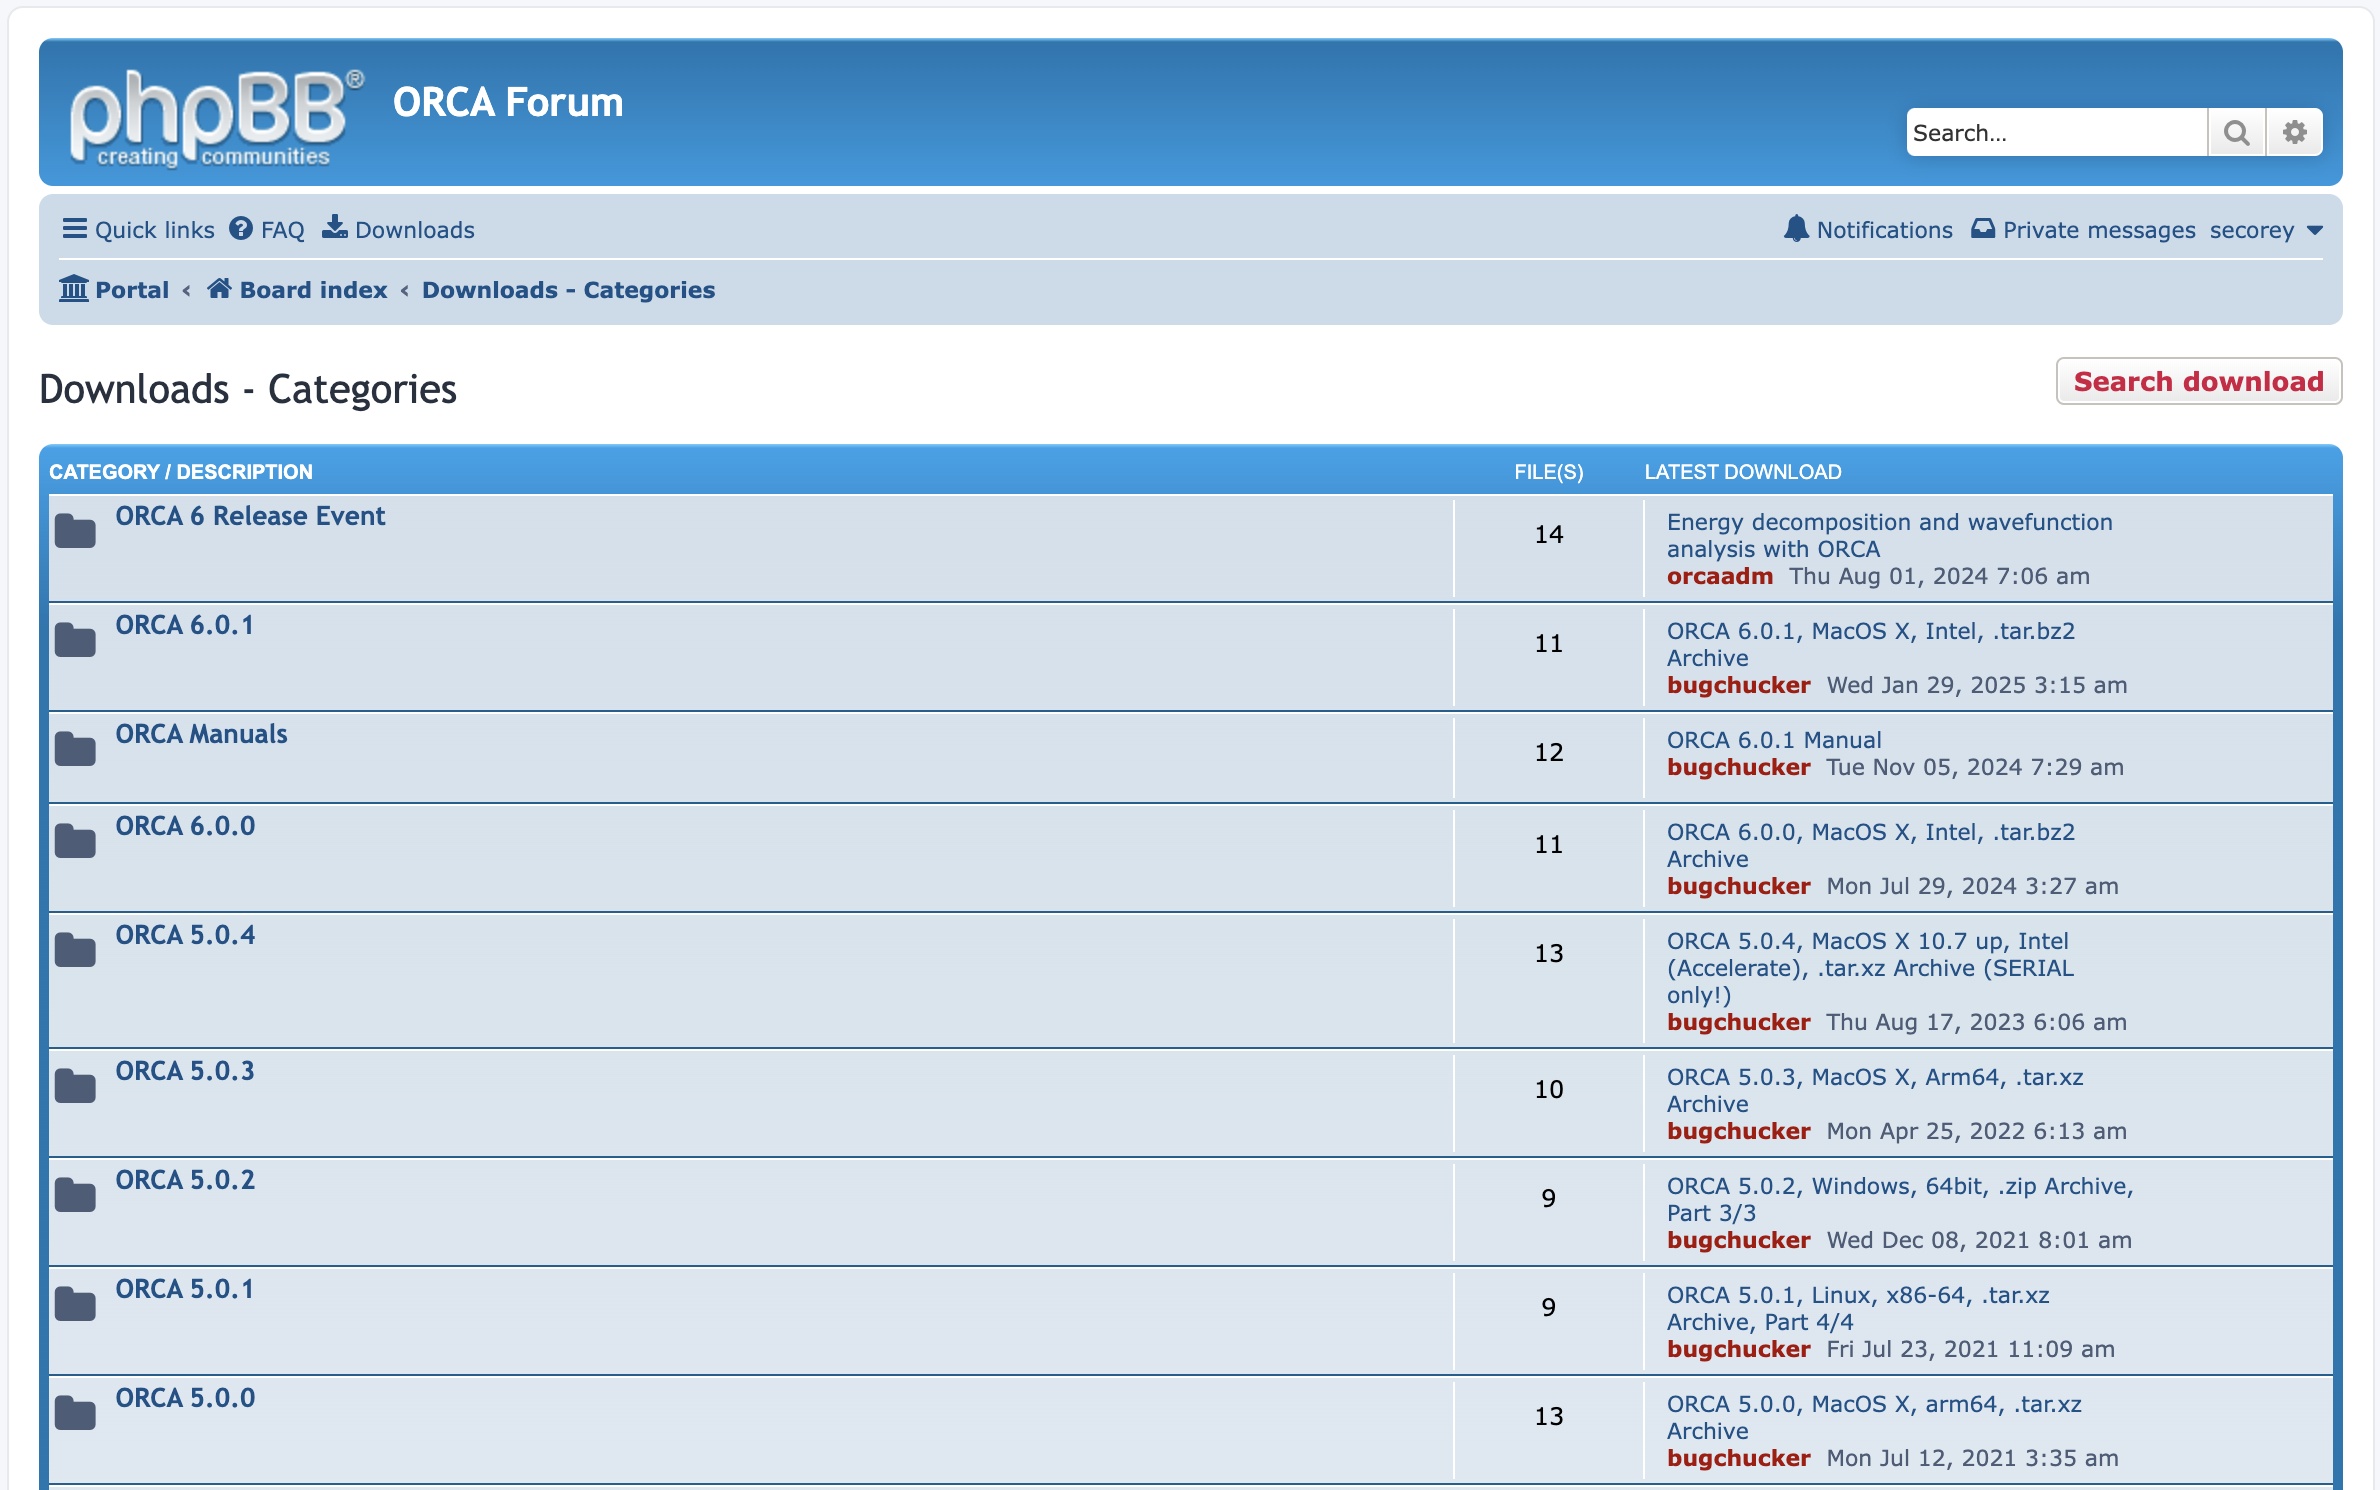 phpBB®
creating communities
ORCA Forum
Search…
Quick links FAQ Downloads
Notifications Private messages secorey
Portal ‹ Board index ‹ Downloads - Categories
Downloads - Categories
Search download
CATEGORY / DESCRIPTION FILE(S) LATEST DOWNLOAD
ORCA 6 Release Event
14
Energy decomposition and wavefunction
analysis with ORCA
orcaadm Thu Aug 01, 2024 7:06 am
ORCA 6.0.1
11
ORCA 6.0.1, MacOS X, Intel, .tar.bz2
Archive
bugchucker Wed Jan 29, 2025 3:15 am
ORCA Manuals
12
ORCA 6.0.1 Manual
bugchucker Tue Nov 05, 2024 7:29 am
ORCA 6.0.0
11
ORCA 6.0.0, MacOS X, Intel, .tar.bz2
Archive
bugchucker Mon Jul 29, 2024 3:27 am
ORCA 5.0.4
13
ORCA 5.0.4, MacOS X 10.7 up, Intel
(Accelerate), .tar.xz Archive (SERIAL
only!)
bugchucker Thu Aug 17, 2023 6:06 am
ORCA 5.0.3
10
ORCA 5.0.3, MacOS X, Arm64, .tar.xz
Archive
bugchucker Mon Apr 25, 2022 6:13 am
ORCA 5.0.2
9
ORCA 5.0.2, Windows, 64bit, .zip Archive,
Part 3/3
bugchucker Wed Dec 08, 2021 8:01 am
ORCA 5.0.1
9
ORCA 5.0.1, Linux, x86-64, .tar.xz
Archive, Part 4/4
bugchucker Fri Jul 23, 2021 11:09 am
ORCA 5.0.0
13
ORCA 5.0.0, MacOS X, arm64, .tar.xz
Archive
bugchucker Mon Jul 12, 2021 3:35 am